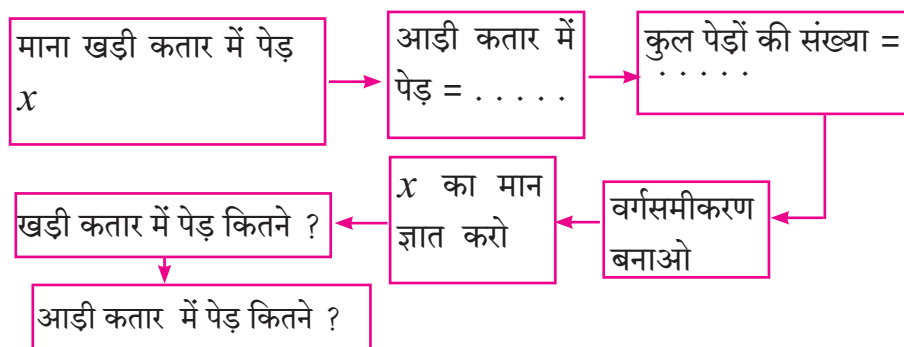 माना खड़ी कतार में पेड़
x
आड़ी कतार में
पेड़ = . . . . .
कुल पेड़ों की संख्या =
. . . . .
वर्गसमीकरण
बनाओ
x का मान
ज्ञात करो
खड़ी कतार में पेड़ कितने ?
आड़ी कतार में पेड़ कितने ?